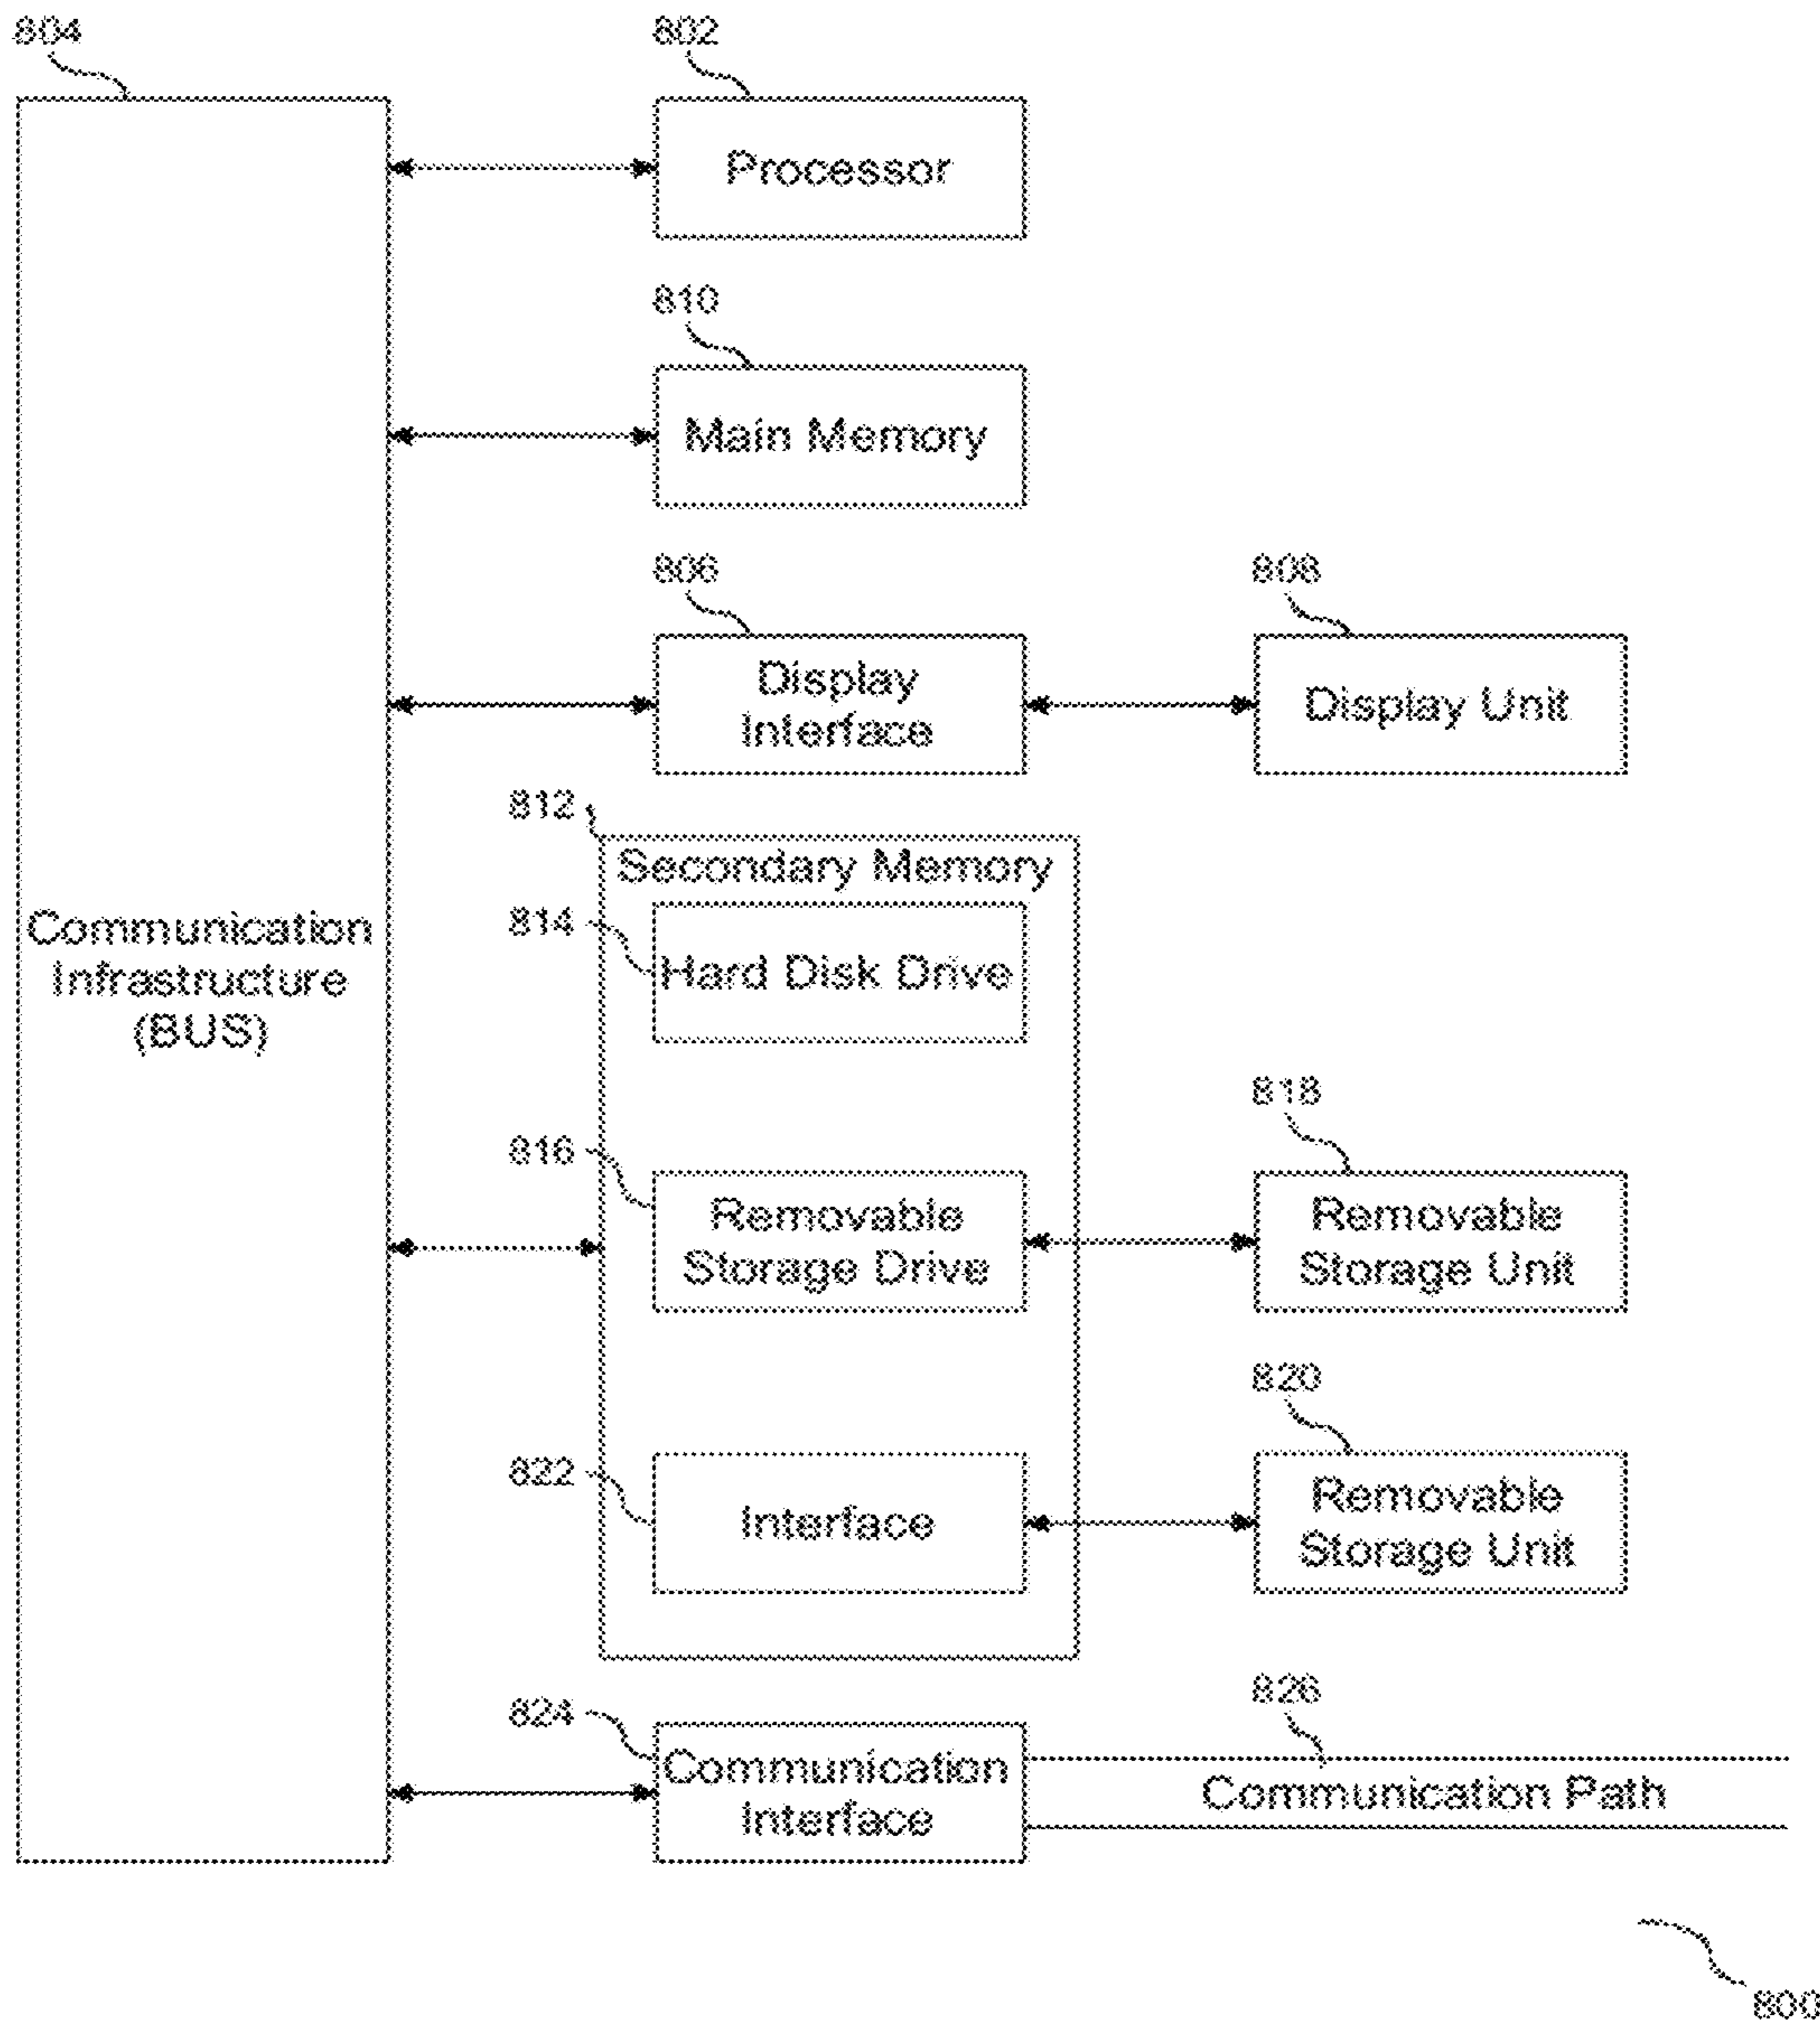 804
802
Processor
810
Main Memory
806
808
Display
Interface
Display Unit
812
Secondary Memory
814
Hard Disk Drive
Communication
Infrastructure
(BUS)
816
818
Removable
Storage Drive
Removable
Storage Unit
820
822
Interface
Removable
Storage Unit
824
826
Communication
Interface
Communication Path
800